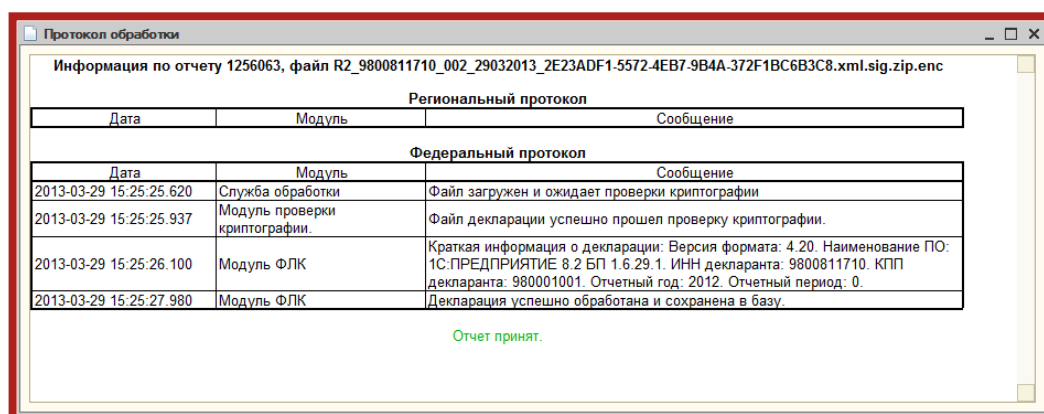 Протокол обработки
Информация по отчету 1256063, файл R2_9800811710_002_29032013_2E23ADF1-5572-4EB7-9B4A-372F1BC6B3C8.xml.sig.zip.enc
Региональный протокол
Дата Модуль Сообщение
Федеральный протокол
Дата Модуль Сообщение
2013-03-29 15:25:25.620 Служба обработки Файл загружен и ожидает проверки криптографии
2013-03-29 15:25:25.937 Модуль проверки криптографии. Файл декларации успешно прошел проверку криптографии.
2013-03-29 15:25:26.100 Модуль ФЛК Краткая информация о декларации: Версия формата: 4.20. Наименование ПО:
1С:ПРЕДПРИЯТИЕ 8.2 БП 1.6.29.1. ИНН декларанта: 9800811710. КПП
декларанта: 980001001. Отчетный год: 2012. Отчетный период: 0.
2013-03-29 15:25:27.980 Модуль ФЛК Декларация успешно обработана и сохранена в базу.
Отчет принят.